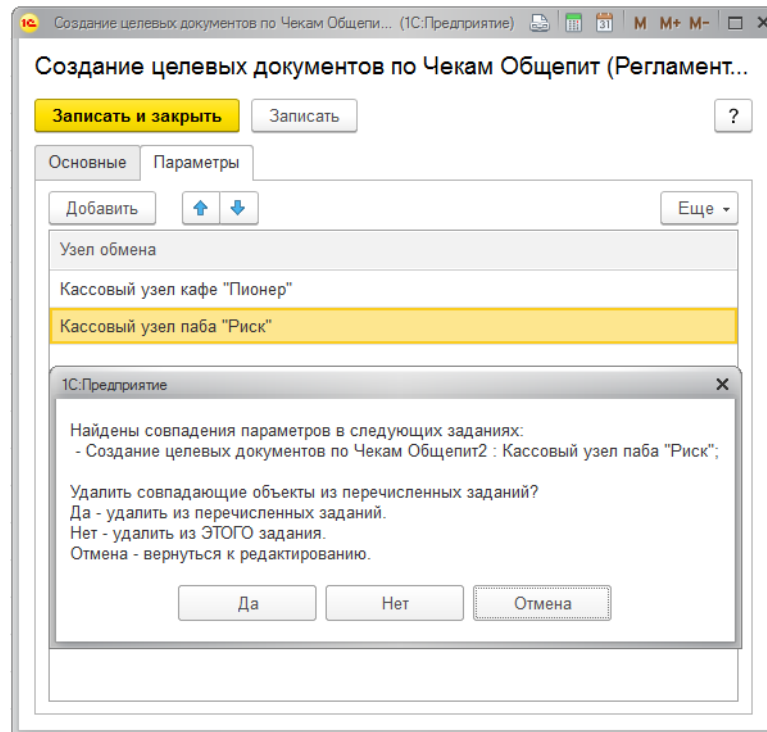 1С Создание целевых документов по Чекам Общепи... (1С:Предприятие) 31 M M+ M-
Создание целевых документов по Чекам Общепит (Регламент...
Записать и закрыть Записать ?
Основные Параметры
Добавить Еще
Узел обмена
Кассовый узел кафе "Пионер"
Кассовый узел паба "Риск"
1С:Предприятие
Найдены совпадения параметров в следующих заданиях:
- Создание целевых документов по Чекам Общепит2 : Кассовый узел паба "Риск";
Удалить совпадающие объекты из перечисленных заданий?
Да - удалить из перечисленных заданий.
Нет - удалить из ЭТОГО задания.
Отмена - вернуться к редактированию.
Да Нет Отмена